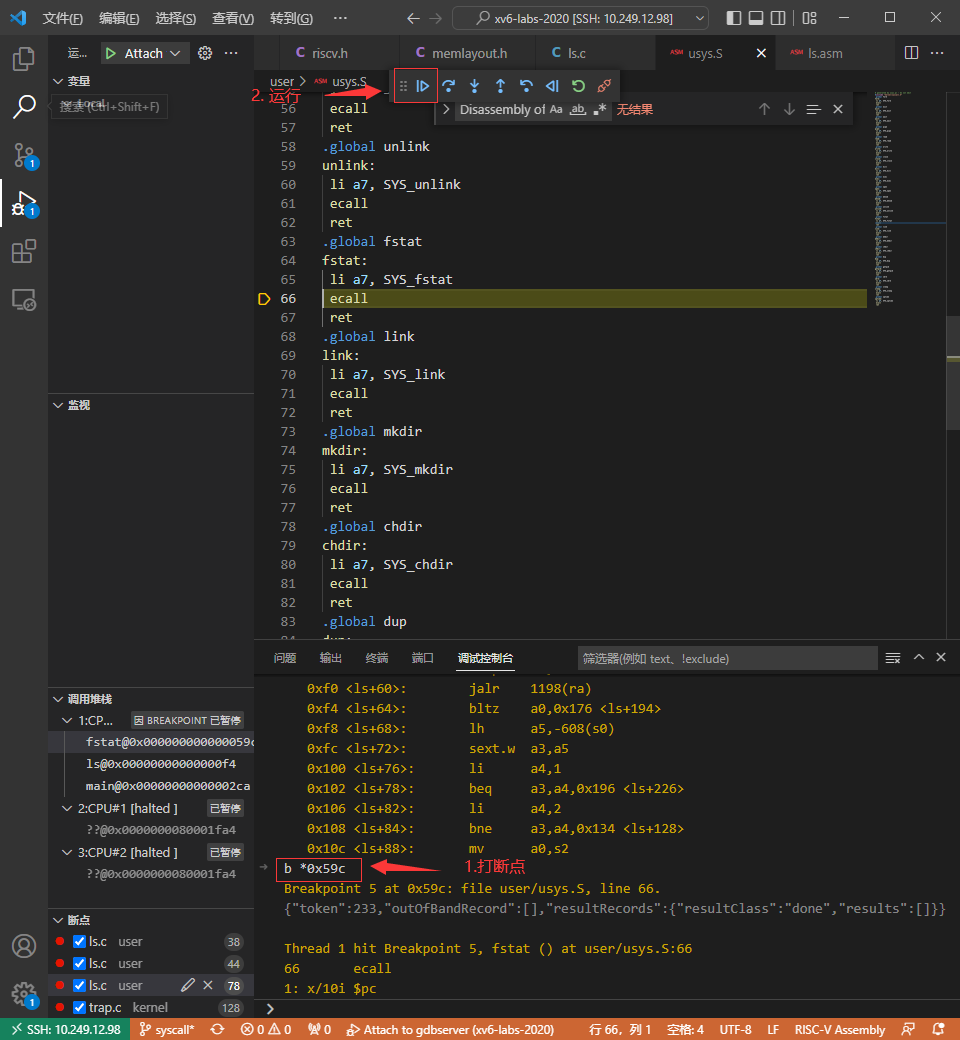 文件(F) 编辑(E) 选择(S) 查看(V) 转到(G) ··· xv6-labs-2020 [SSH: 10.249.12.98]
运... Attach ··· C riscv.h C memlayout.h C ls.c ASM usys.S ASM ls.asm ···
变量
user > ASM usys.S
Local
搜索 (Ctrl+Shift+F)
2. 运行
Disassembly of Aa ab 无结果
56 ecall
57 ret
58 .global unlink
59 unlink:
60 li a7, SYS_unlink
61 ecall
62 ret
63 .global fstat
64 fstat:
65 li a7, SYS_fstat
66 ecall
67 ret
68 .global link
69 link:
70 li a7, SYS_link
71 ecall
72 ret
73 .global mkdir
74 mkdir:
75 li a7, SYS_mkdir
76 ecall
77 ret
78 .global chdir
79 chdir:
80 li a7, SYS_chdir
81 ecall
82 ret
83 .global dup
监视
调用堆栈
1:CP... 因 BREAKPOINT 已暂停
fstat@0x000000000000059c
ls@0x00000000000000f4
main@0x00000000000002ca
2:CPU#1 [halted ] 已暂停
??@0x0000000080001fa4
3:CPU#2 [halted ] 已暂停
??@0x0000000080001fa4
断点
ls.c user 38
ls.c user 44
ls.c user 78
trap.c kernel 128
问题 输出 终端 端口 调试控制台 筛选器(例如 text、!exclude)
0xf0 <ls+60>: jalr 1198(ra)
0xf4 <ls+64>: bltz a0,0x176 <ls+194>
0xf8 <ls+68>: lh a5,-608(s0)
0xfc <ls+72>: sext.w a3,a5
0x100 <ls+76>: li a4,1
0x102 <ls+78>: beq a3,a4,0x196 <ls+226>
0x106 <ls+82>: li a4,2
0x108 <ls+84>: bne a3,a4,0x134 <ls+128>
0x10c <ls+88>: mv a0,s2
b *0x59c
1.打断点
Breakpoint 5 at 0x59c: file user/usys.S, line 66.
{"token":233,"outOfBandRecord":[],"resultRecords":{"resultClass":"done","results":[]}}
Thread 1 hit Breakpoint 5, fstat () at user/usys.S:66
66 ecall
1: x/10i $pc
1
1
1
SSH: 10.249.12.98 syscall* 0 0 0 Attach to gdbserver (xv6-labs-2020) 行 66，列 1 空格: 4 UTF-8 LF RISC-V Assembly